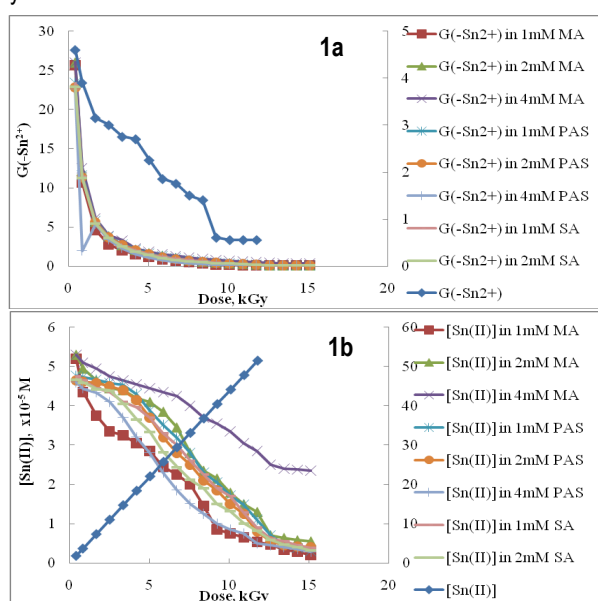 1a
30
25
20
15
10
5
0
G(-Sn²⁺)
0
5
10
15
Dose, kGy
5
4
3
2
1
0
G(-Sn2+) in 1mM MA
G(-Sn2+) in 2mM MA
G(-Sn2+) in 4mM MA
G(-Sn2+) in 1mM PAS
G(-Sn2+) in 2mM PAS
G(-Sn2+) in 4mM PAS
G(-Sn2+) in 1mM SA
G(-Sn2+) in 2mM SA
G(-Sn2+)
1b
6
5
4
3
2
1
0
[Sn(II)], x10⁻⁵ M
0
5
10
15
Dose, kGy
60
50
40
30
20
10
0
[Sn(II)] in 1mM MA
[Sn(II)] in 2mM MA
[Sn(II)] in 4mM MA
[Sn(II)] in 1mM PAS
[Sn(II)] in 2mM PAS
[Sn(II)] in 4mM PAS
[Sn(II)] in 1mM SA
[Sn(II)] in 2mM SA
[Sn(II)]